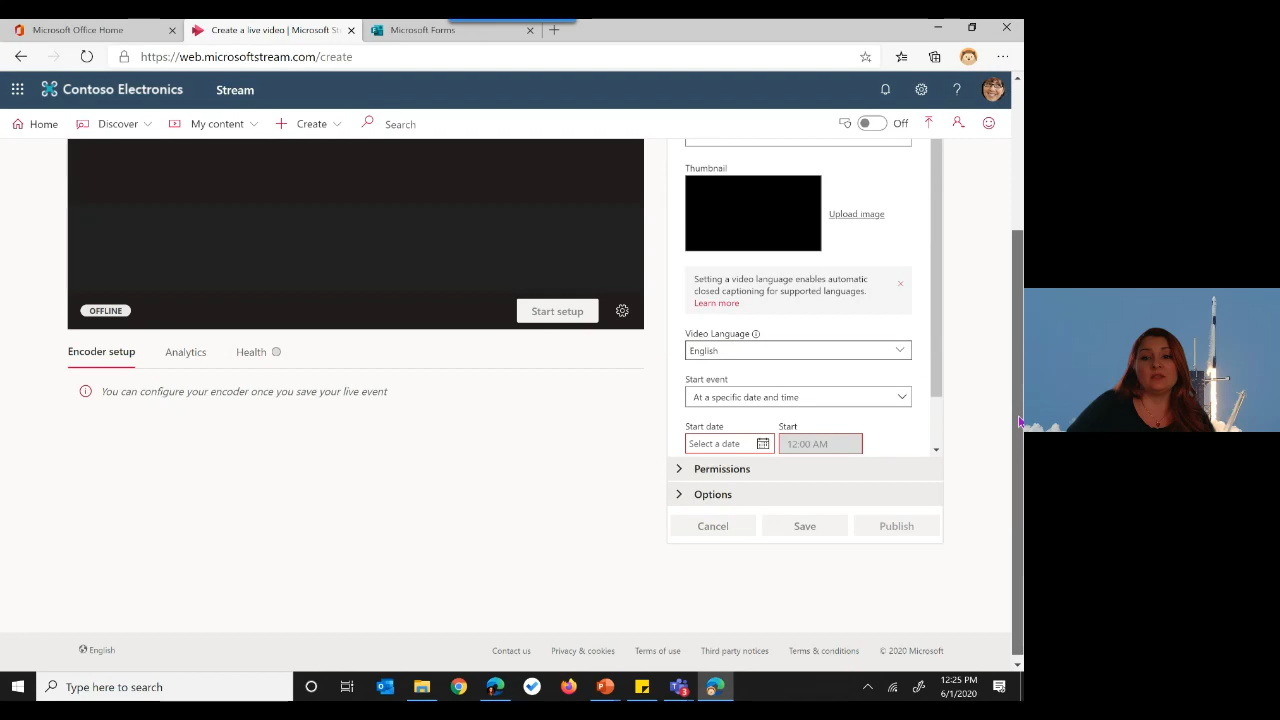 Microsoft Office Home
Create a live video | Microsoft St
Microsoft Forms
https://web.microsoftstream.com/create
Contoso Electronics
Stream
Home
Discover
My content
Create
Search
Off
Thumbnail
Upload image
Setting a video language enables automatic
closed captioning for supported languages.
Learn more
OFFLINE
Start setup
Video Language
English
Encoder setup
Analytics
Health
Start event
You can configure your encoder once you save your live event
At a specific date and time
Start date
Start
Select a date
12:00 AM
Permissions
Options
Cancel
Save
Publish
English
Contact us
Privacy & cookies
Terms of use
Third party notices
Terms & conditions
© 2020 Microsoft
Type here to search
12:25 PM
6/1/2020